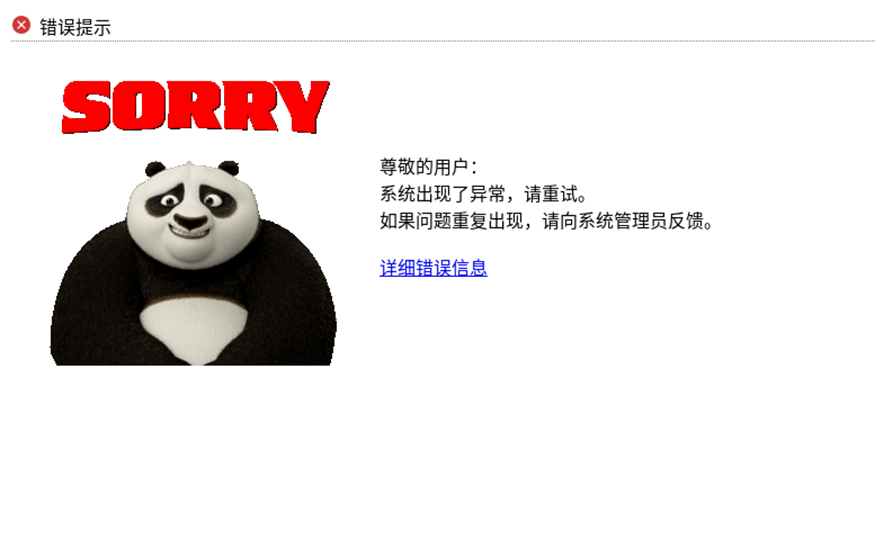 错误提示
SORRY
尊敬的用户：
系统出现了异常，请重试。
如果问题重复出现，请向系统管理员反馈。
详细错误信息